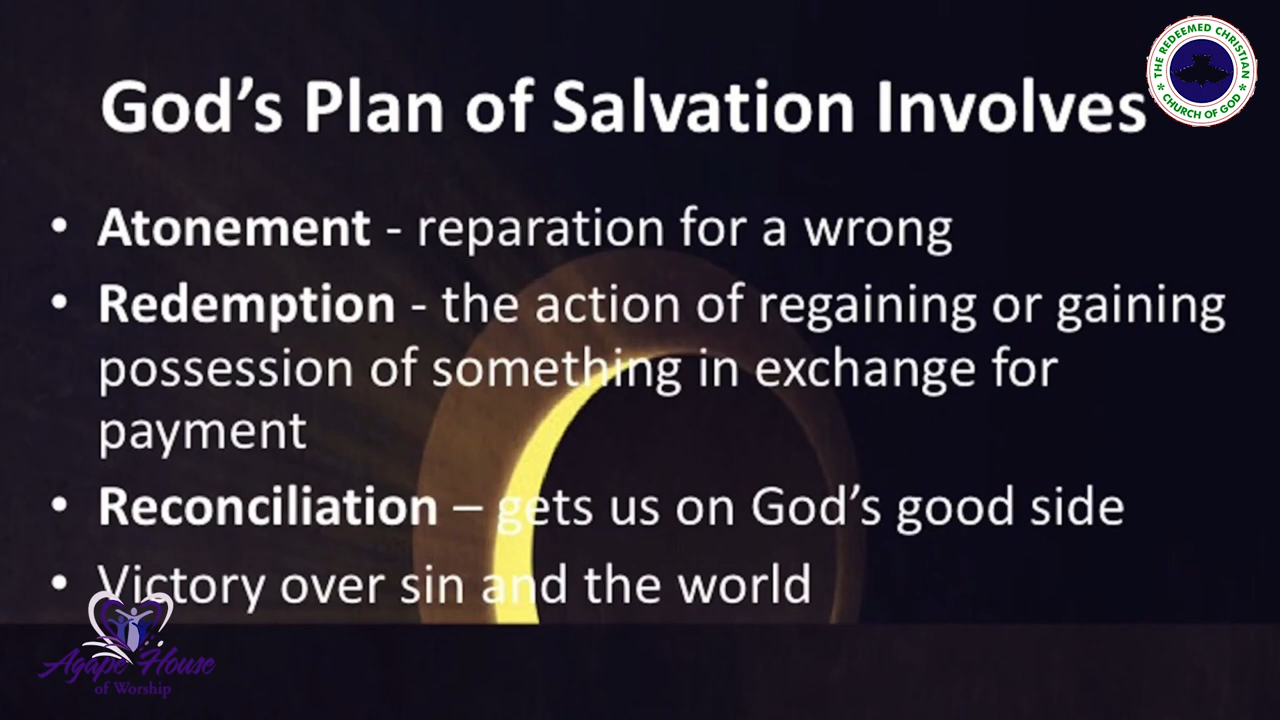 THE REDEEMED CHRISTIAN
CHURCH OF GOD
God’s Plan of Salvation Involves
• Atonement - reparation for a wrong
• Redemption - the action of regaining or gaining
possession of something in exchange for
payment
• Reconciliation – gets us on God’s good side
• Victory over sin and the world
Agape House
of Worship